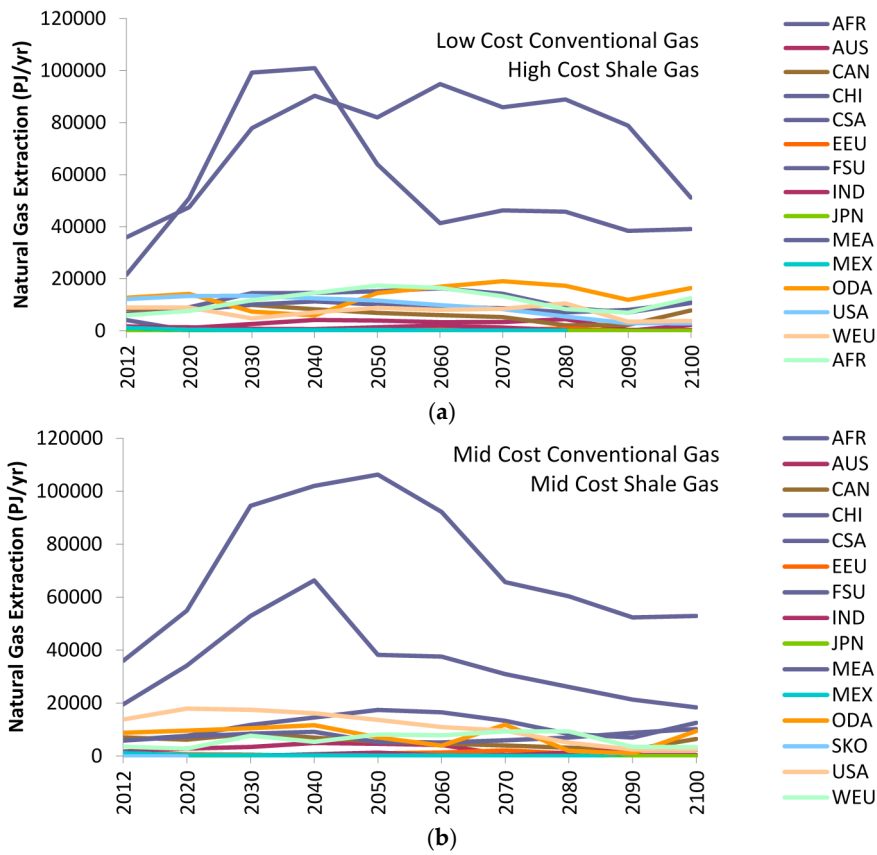 120000
100000
80000
60000
40000
20000
0
Natural Gas Extraction (PJ/yr)
Low Cost Conventional Gas
High Cost Shale Gas
2012
2020
2030
2040
2050
2060
2070
2080
2090
2100
AFR
AUS
CAN
CHI
CSA
EEU
FSU
IND
JPN
MEA
MEX
ODA
USA
WEU
AFR
(a)
120000
100000
80000
60000
40000
20000
0
Natural Gas Extraction (PJ/yr)
Mid Cost Conventional Gas
Mid Cost Shale Gas
2012
2020
2030
2040
2050
2060
2070
2080
2090
2100
AFR
AUS
CAN
CHI
CSA
EEU
FSU
IND
JPN
MEA
MEX
ODA
SKO
USA
WEU
(b)